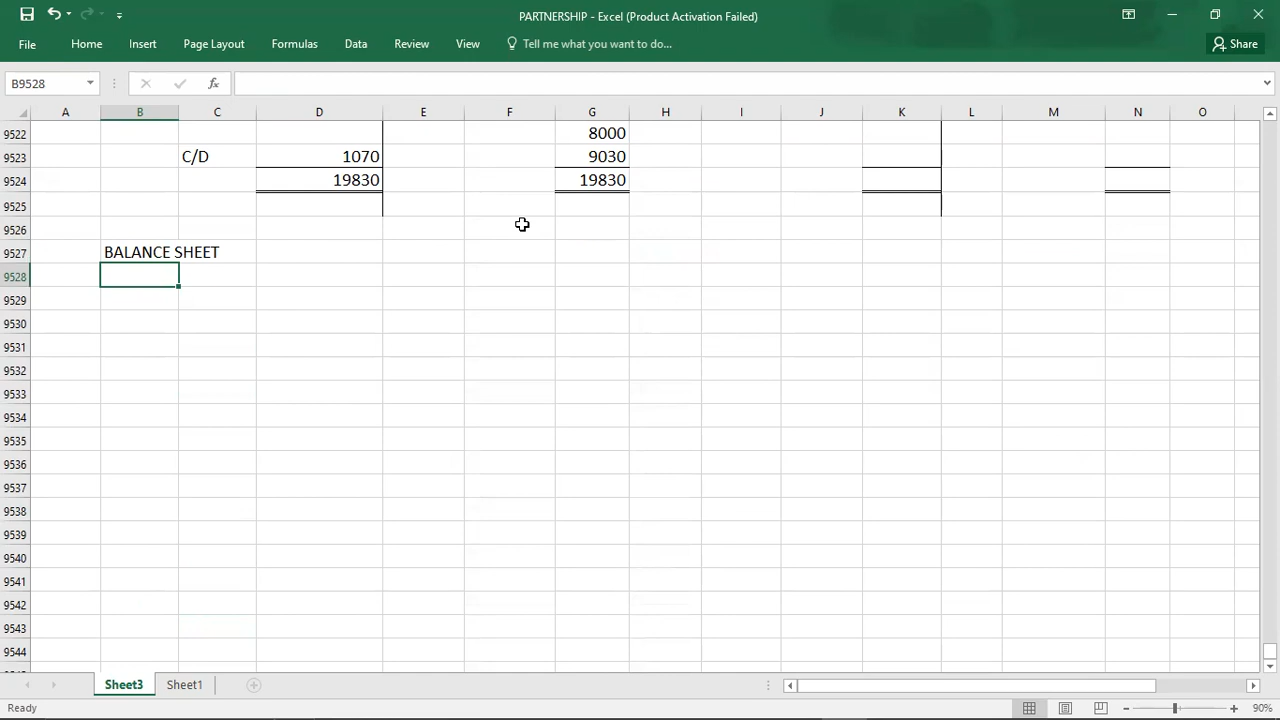 PARTNERSHIP - Excel (Product Activation Failed)
File Home Insert Page Layout Formulas Data Review View Tell me what you want to do... Share
B9528 fx
A B C D E F G H I J K L M N O
9522 8000
9523 C/D 1070 9030
9524 19830 19830
9525
9526
9527 BALANCE SHEET
9528
9529
9530
9531
9532
9533
9534
9535
9536
9537
9538
9539
9540
9541
9542
9543
9544
Sheet3 Sheet1
Ready 90%